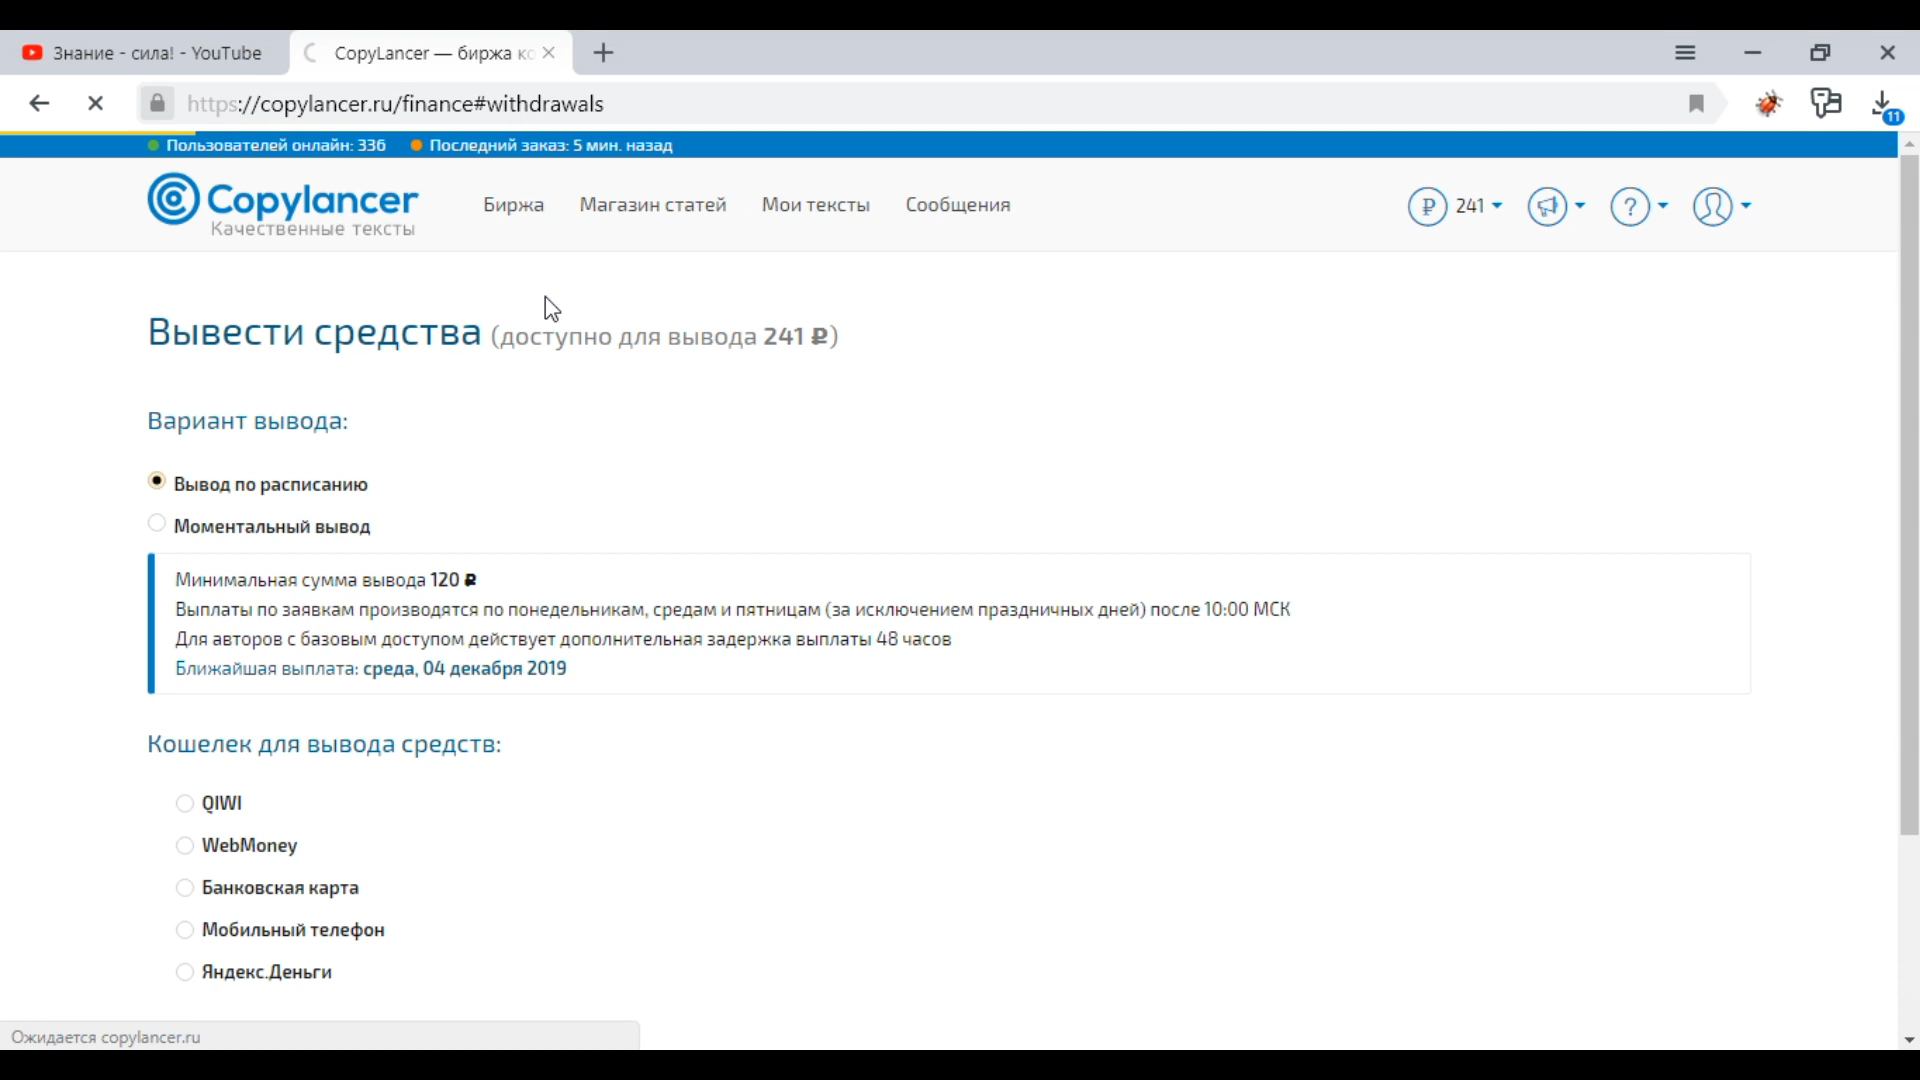 Знание - сила! - YouTube
CopyLancer — биржа ко
https://copylancer.ru/finance#withdrawals
11
Пользователей онлайн: 336
Последний заказ: 5 мин. назад
Copylancer
Качественные тексты
Биржа
Магазин статей
Мои тексты
Сообщения
₽ 241
?
Вывести средства (доступно для вывода 241 ₽)
Вариант вывода:
Вывод по расписанию
Моментальный вывод
Минимальная сумма вывода 120 ₽
Выплаты по заявкам производятся по понедельникам, средам и пятницам (за исключением праздничных дней) после 10:00 МСК
Для авторов с базовым доступом действует дополнительная задержка выплаты 48 часов
Ближайшая выплата: среда, 04 декабря 2019
Кошелек для вывода средств:
QIWI
WebMoney
Банковская карта
Мобильный телефон
Яндекс.Деньги
Ожидается copylancer.ru